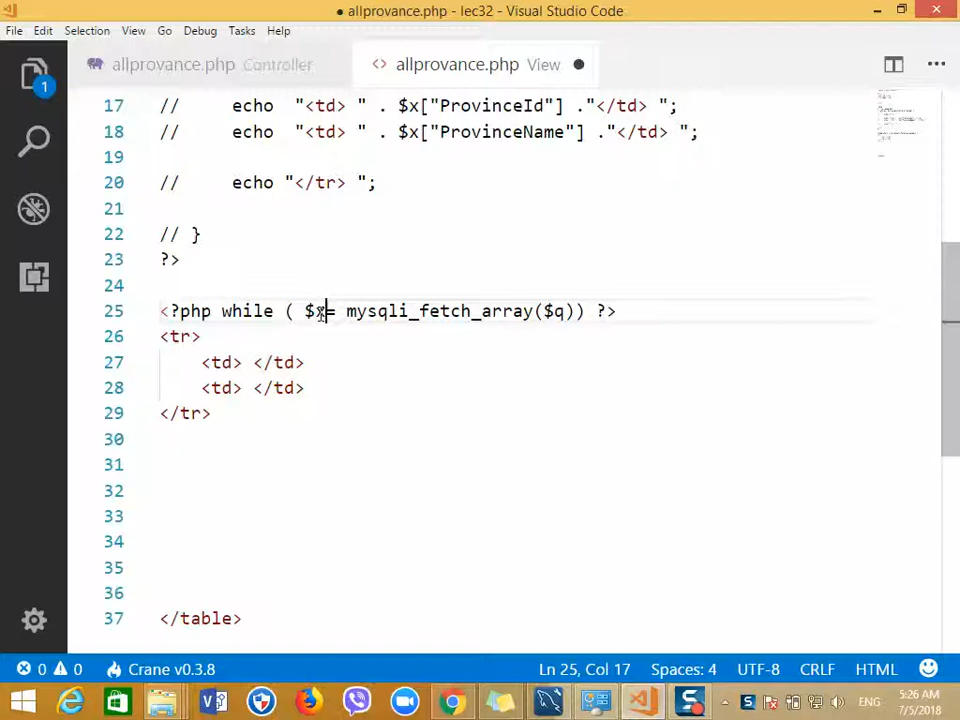 ● allprovance.php - lec32 - Visual Studio Code
File Edit Selection View Go Debug Tasks Help
allprovance.php Controller
<> allprovance.php View ●
1
17 // echo "<td> " . $x["ProvinceId"] ."</td> ";
18 // echo "<td> " . $x["ProvinceName"] ."</td> ";
19
20 // echo "</tr> ";
21
22 // }
23 ?>
24
25 <?php while ( $x= mysqli_fetch_array($q)) ?>
26 <tr>
27 <td> </td>
28 <td> </td>
29 </tr>
30
31
32
33
34
35
36
37 </table>
0 0 Crane v0.3.8 Ln 25, Col 17 Spaces: 4 UTF-8 CRLF HTML
ENG
5:26 AM
7/5/2018